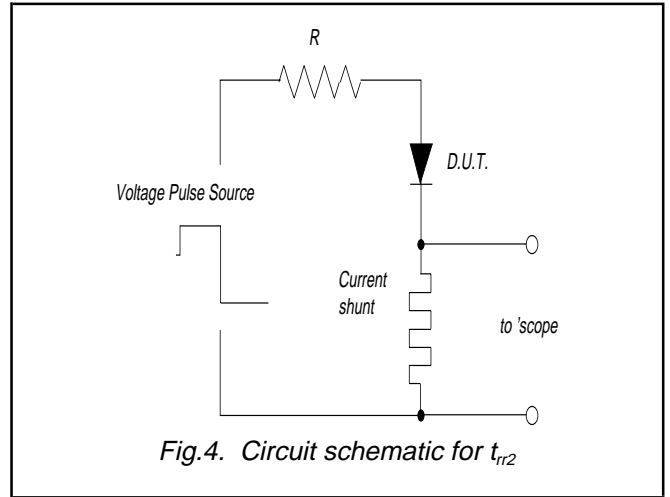 R
D.U.T.
Voltage Pulse Source
Current
shunt
to 'scope
Fig.4. Circuit schematic for trr2